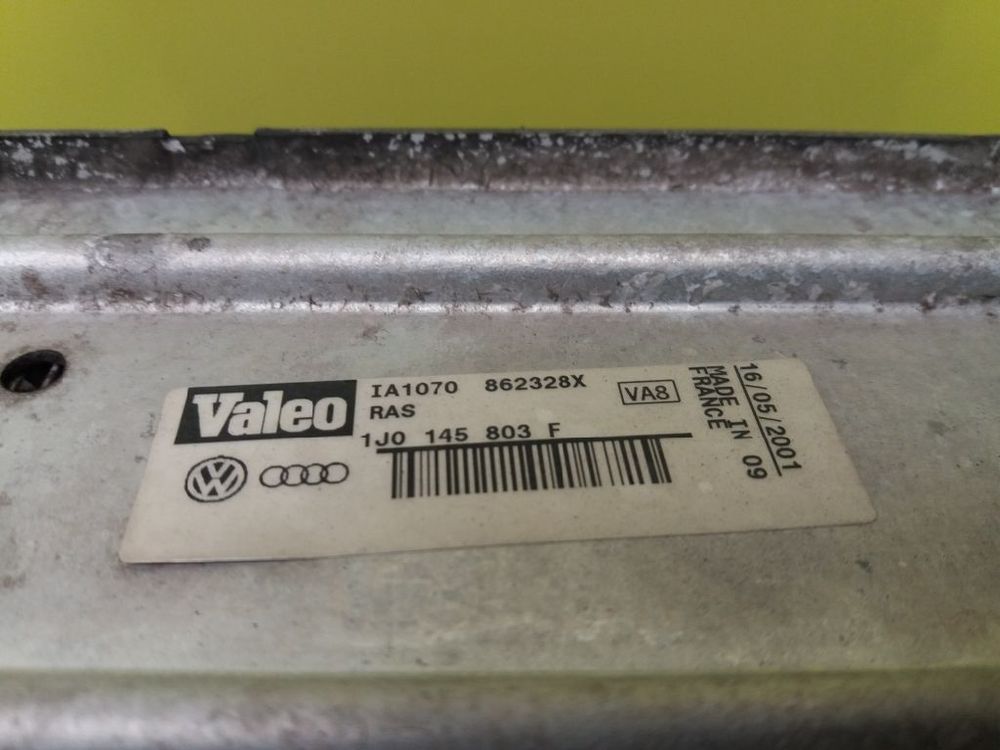 Valeo
IA1070 862328X
RAS
VA8
1J0 145 803 F
16/05/2001
MADE IN 09
FRANCE